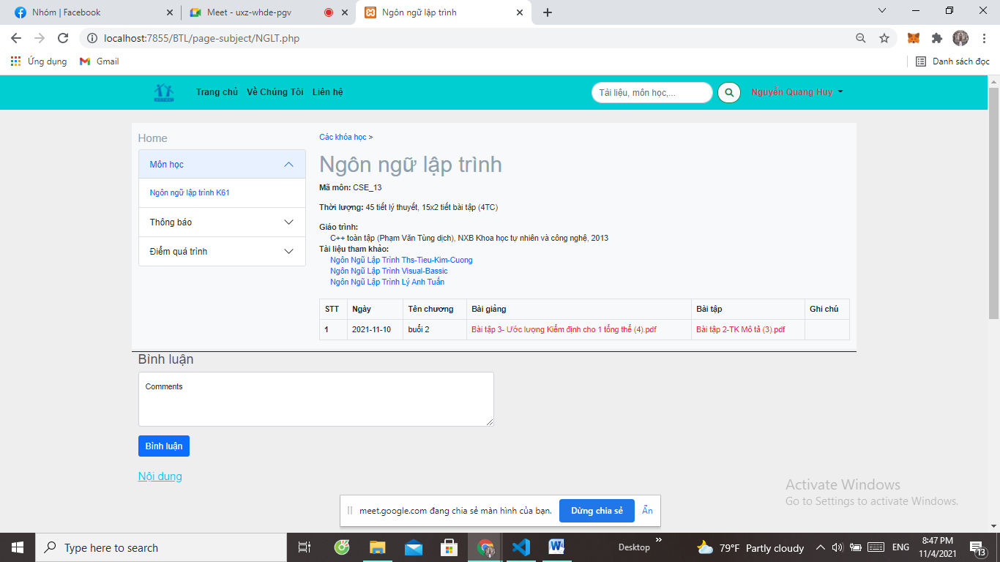 Nhóm | Facebook
Meet - uxz-whde-pgv
Ngôn ngữ lập trình
localhost:7855/BTL/page-subject/NGLT.php
Ứng dụng
Gmail
Danh sách đọc
Trang chủ Về Chúng Tôi Liên hệ
Tài liệu, môn học,...
Nguyễn Quang Huy
Home
Môn học
Ngôn ngữ lập trình K61
Thông báo
Điểm quá trình
Các khóa học >
Ngôn ngữ lập trình
Mã môn: CSE_13
Thời lượng: 45 tiết lý thuyết, 15x2 tiết bài tập (4TC)
Giáo trình:
C++ toàn tập (Phạm Văn Tùng dịch), NXB Khoa học tự nhiên và công nghệ, 2013
Tài liệu tham khảo:
Ngôn Ngũ Lập Trình Ths-Tieu-Kim-Cuong
Ngôn Ngũ Lập Trình Visual-Bassic
Ngôn Ngũ Lập Trình Lý Anh Tuấn
STT Ngày Tên chương Bài giảng Bài tập Ghi chú
1 2021-11-10 buổi 2 Bài tập 3- Ước lượng Kiểm định cho 1 tổng thể (4).pdf Bài tập 2-TK Mô tả (3).pdf
Bình luận
Comments
Bình luận
Nội dung
Activate Windows
Go to Settings to activate Windows.
meet.google.com đang chia sẻ màn hình của bạn.
Dừng chia sẻ
Ẩn
Type here to search
Desktop
79°F Partly cloudy
ENG
8:47 PM
11/4/2021
13